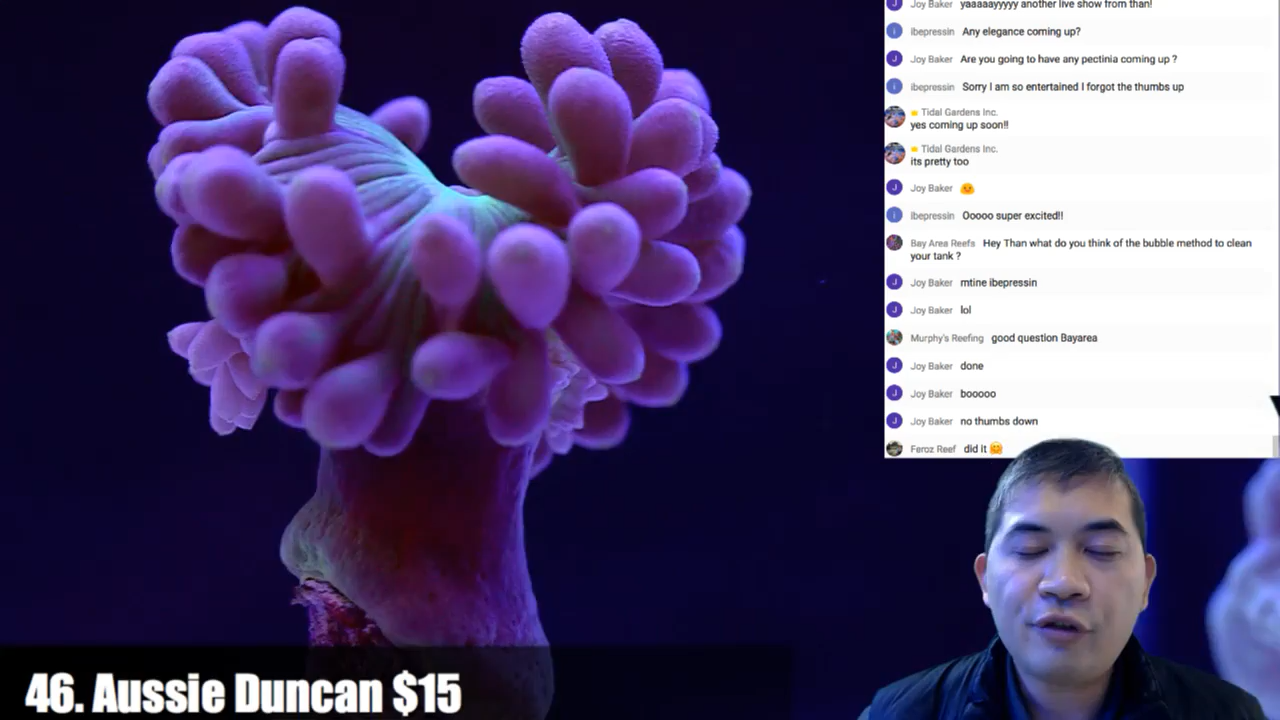 Joy Baker yaaaaayyyyy another live show from than!
ibepressin Any elegance coming up?
Joy Baker Are you going to have any pectinia coming up ?
ibepressin Sorry I am so entertained I forgot the thumbs up
Tidal Gardens Inc.
yes coming up soon!!
Tidal Gardens Inc.
its pretty too
Joy Baker
ibepressin Ooooo super excited!!
Bay Area Reefs Hey Than what do you think of the bubble method to clean
your tank ?
Joy Baker mtine ibepressin
Joy Baker lol
Murphy's Reefing good question Bayarea
Joy Baker done
Joy Baker booooo
Joy Baker no thumbs down
Feroz Reef did it
46. Aussie Duncan $15